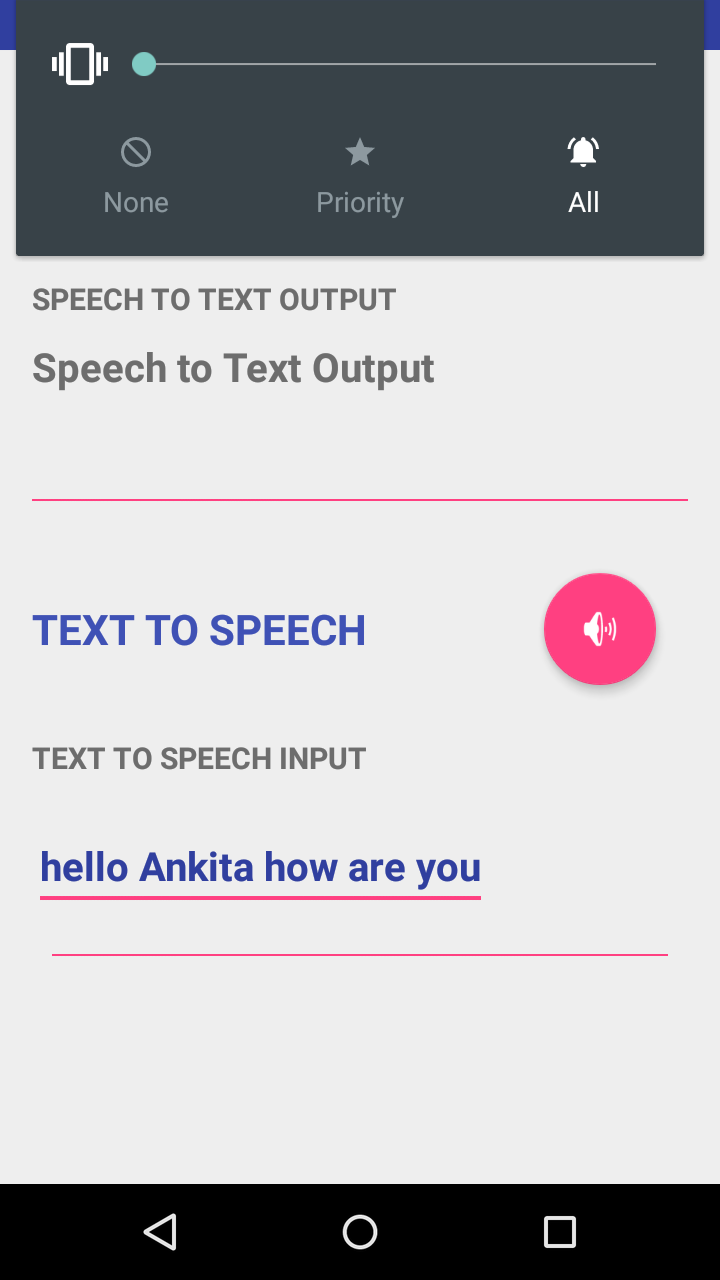 None Priority All
SPEECH TO TEXT OUTPUT
Speech to Text Output
TEXT TO SPEECH
TEXT TO SPEECH INPUT
hello Ankita how are you